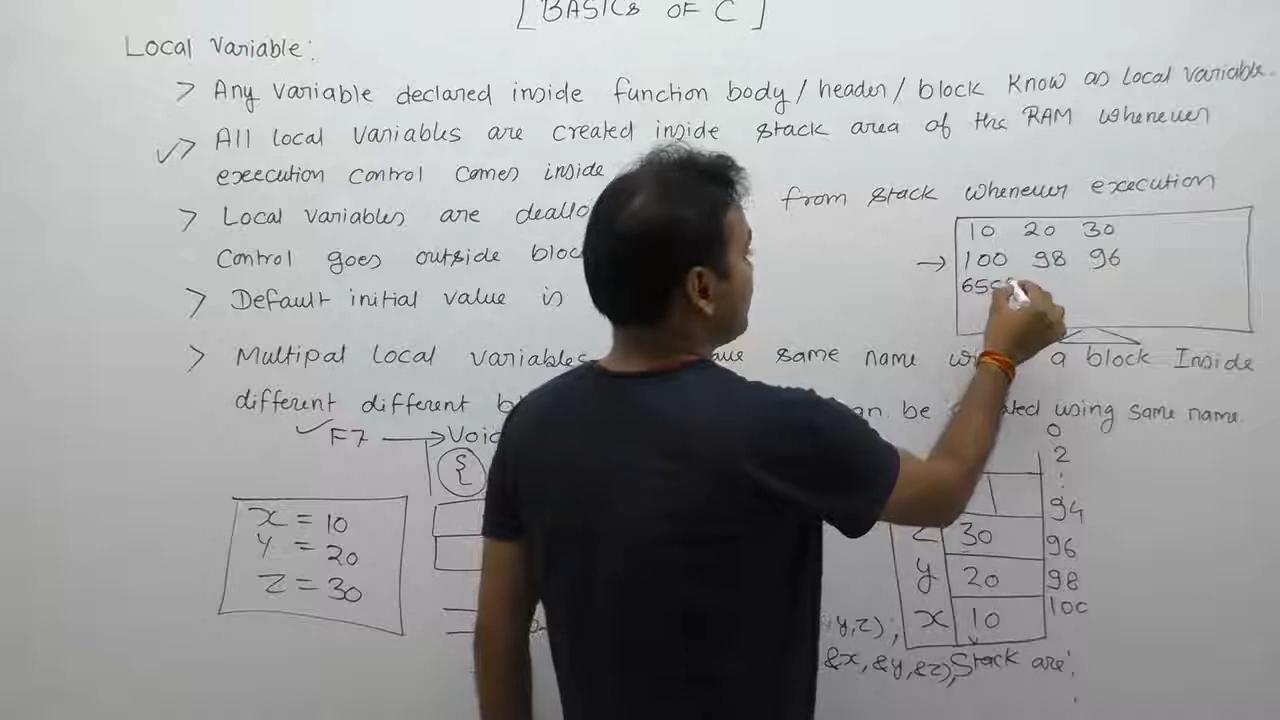 [ BASICS OF C ]
Local Variable:
> Any variable declared inside function body / header / block Know as local variable.
✓> All local variables are created inside stack area of the RAM whenever
execution control comes inside
> Local variables are deallo from stack whenever execution
Control goes outside bloc
> Default initial value is
> Multipal local variables same name a block Inside
different different b can be using same name.
10 20 30
→ 100 98 96
✓ F7 → Voi
{
x = 10
y = 20
z = 30
0
2
94
z 30 96
y 20 98
x 10 100
y,z);
&x, &y, &z),
Stack are